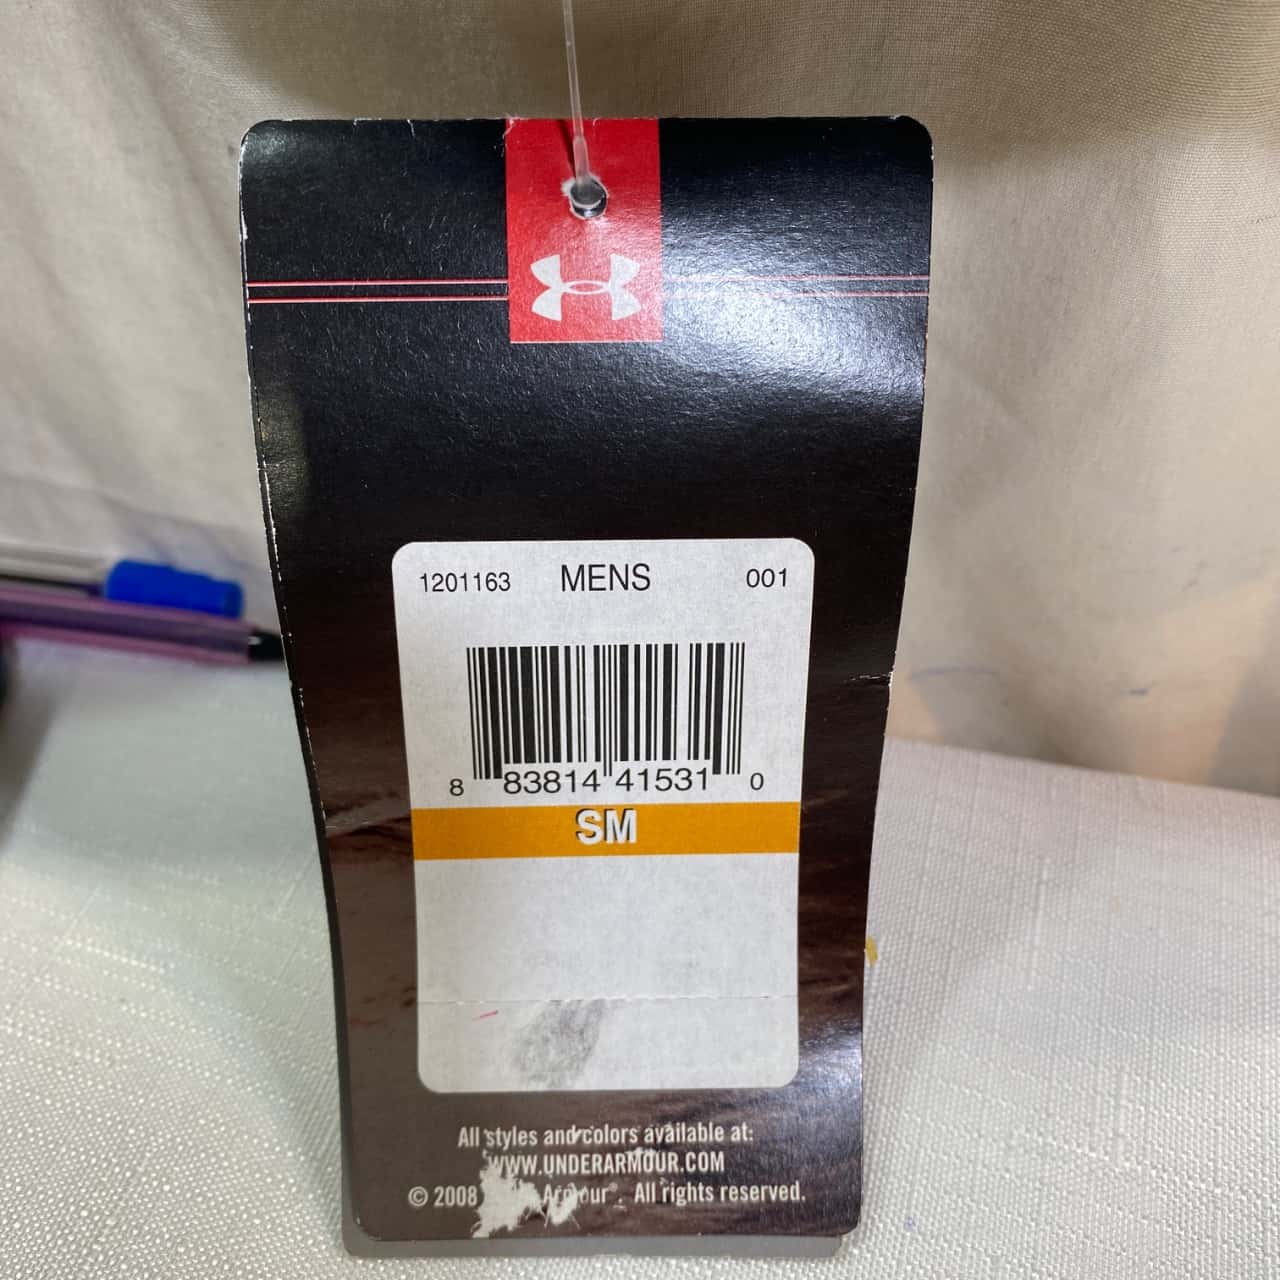 1201163 MENS 001
8 83814 41531 0
SM
All styles and colors available at:
WWW.UNDERARMOUR.COM
© 2008 Armour®. All rights reserved.